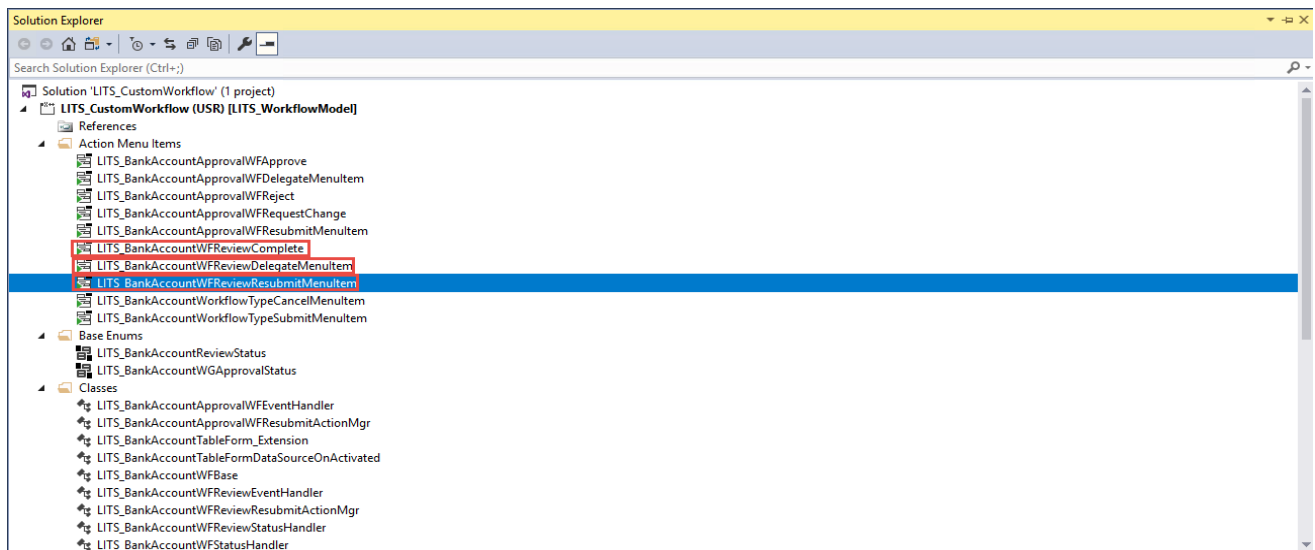 Solution Explorer
Search Solution Explorer (Ctrl+;)
Solution 'LITS_CustomWorkflow' (1 project)
LITS_CustomWorkflow (USR) [LITS_WorkflowModel]
References
Action Menu Items
LITS_BankAccountApprovalWFApprove
LITS_BankAccountApprovalWFDelegateMenuItem
LITS_BankAccountApprovalWFReject
LITS_BankAccountApprovalWFRequestChange
LITS_BankAccountApprovalWFResubmitMenuItem
LITS_BankAccountWFReviewComplete
LITS_BankAccountWFReviewDelegateMenuItem
LITS_BankAccountWFReviewResubmitMenuItem
LITS_BankAccountWorkflowTypeCancelMenuItem
LITS_BankAccountWorkflowTypeSubmitMenuItem
Base Enums
LITS_BankAccountReviewStatus
LITS_BankAccountWGApprovalStatus
Classes
LITS_BankAccountApprovalWFEventHandler
LITS_BankAccountApprovalWFResubmitActionMgr
LITS_BankAccountTableForm_Extension
LITS_BankAccountTableFormDataSourceOnActivated
LITS_BankAccountWFBase
LITS_BankAccountWFReviewEventHandler
LITS_BankAccountWFReviewResubmitActionMgr
LITS_BankAccountWFReviewStatusHandler
LITS_BankAccountWFStatusHandler